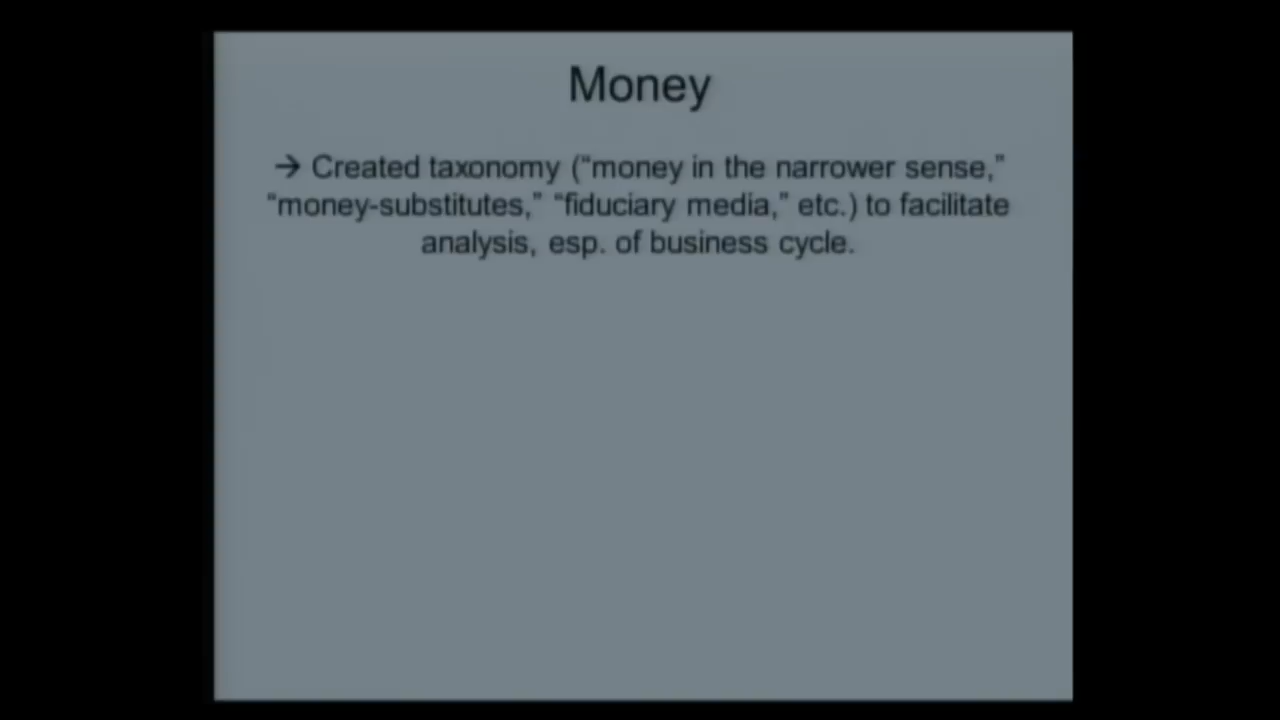 Money
→ Created taxonomy (“money in the narrower sense,”
“money-substitutes,” “fiduciary media,” etc.) to facilitate
analysis, esp. of business cycle.